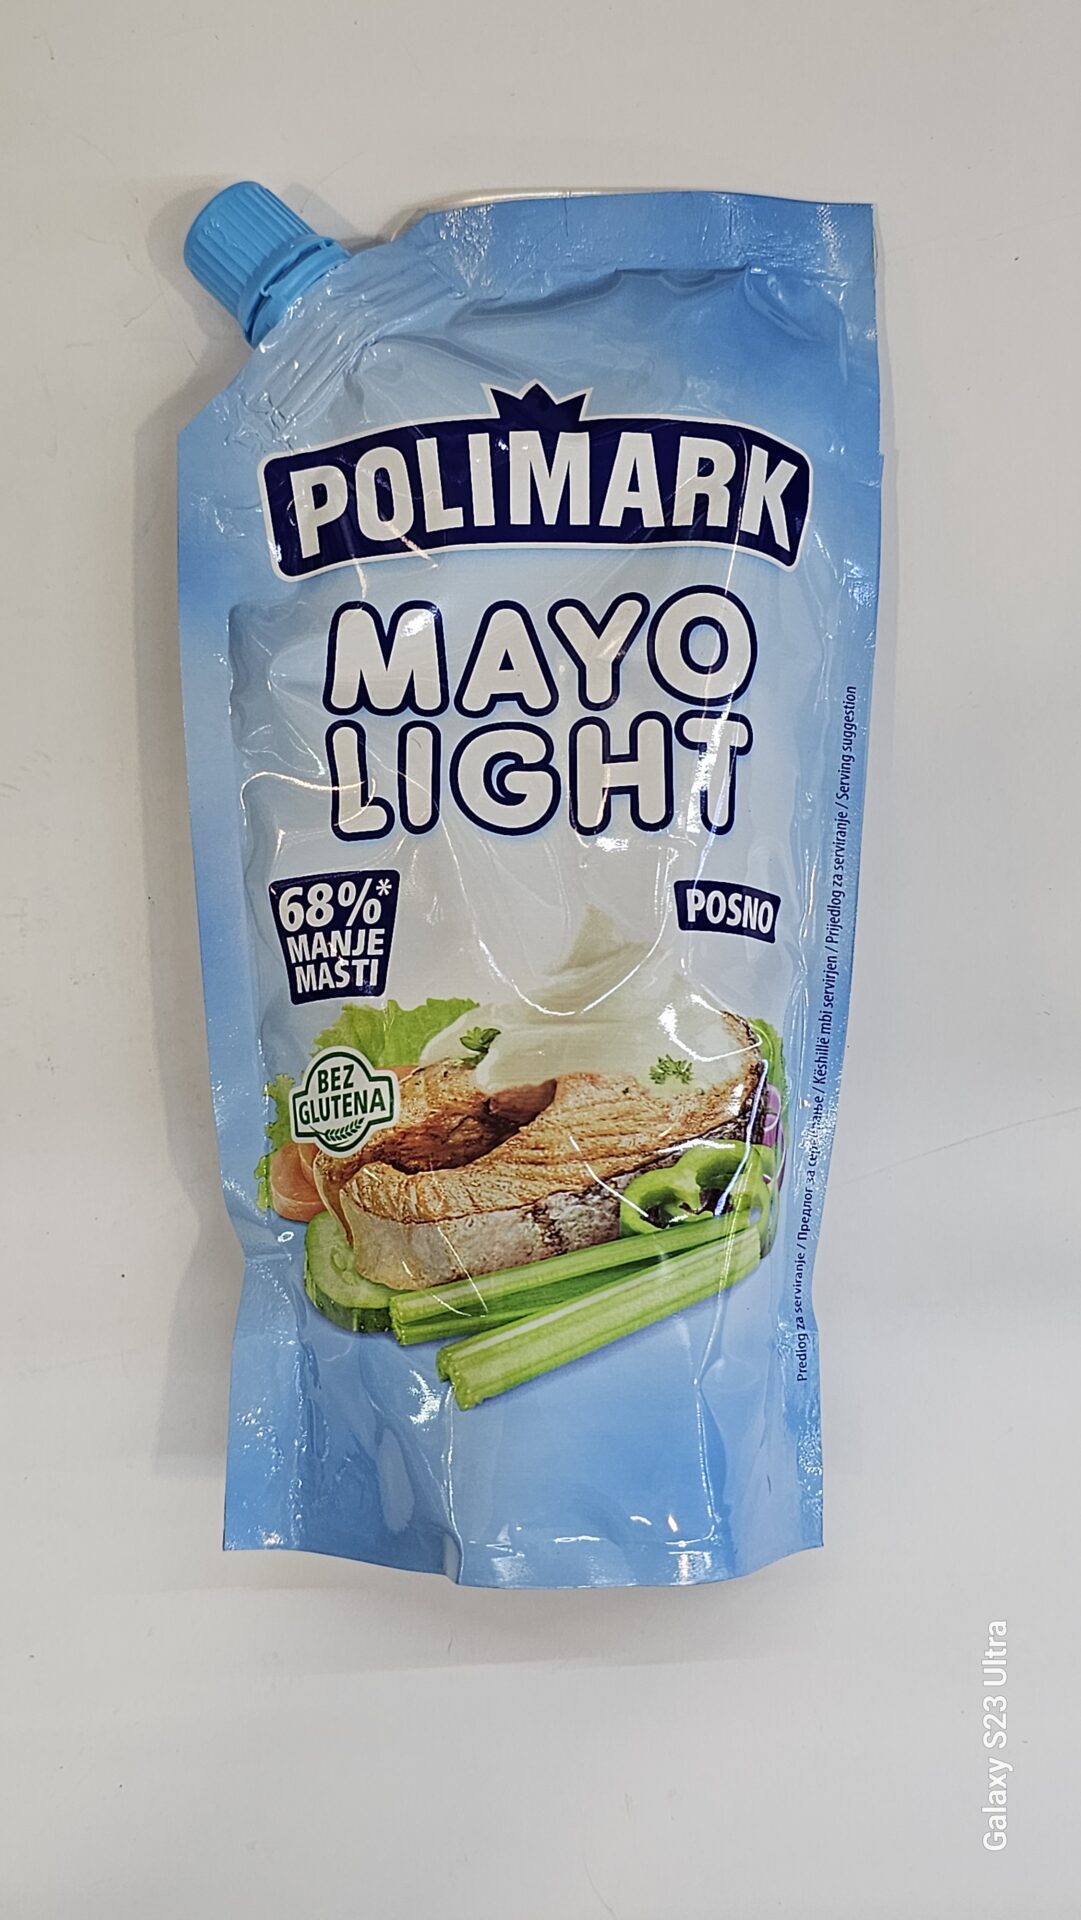 POLIMARK
MAYO
LIGHT
68%*
MANJE
MASTI
POSNO
BEZ
GLUTENA
Predlog za serviranje / Предлог за сервирање / Këshillë mbi servirjen / Prijedlog za serviranje / Serving suggestion
Galaxy S23 Ultra